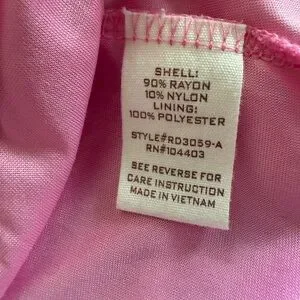 SHELL:
90% RAYON
10% NYLON
LINING:
100% POLYESTER
STYLE#RD3059-A
RN#104403
SEE REVERSE FOR
CARE INSTRUCTION
MADE IN VIETNAM